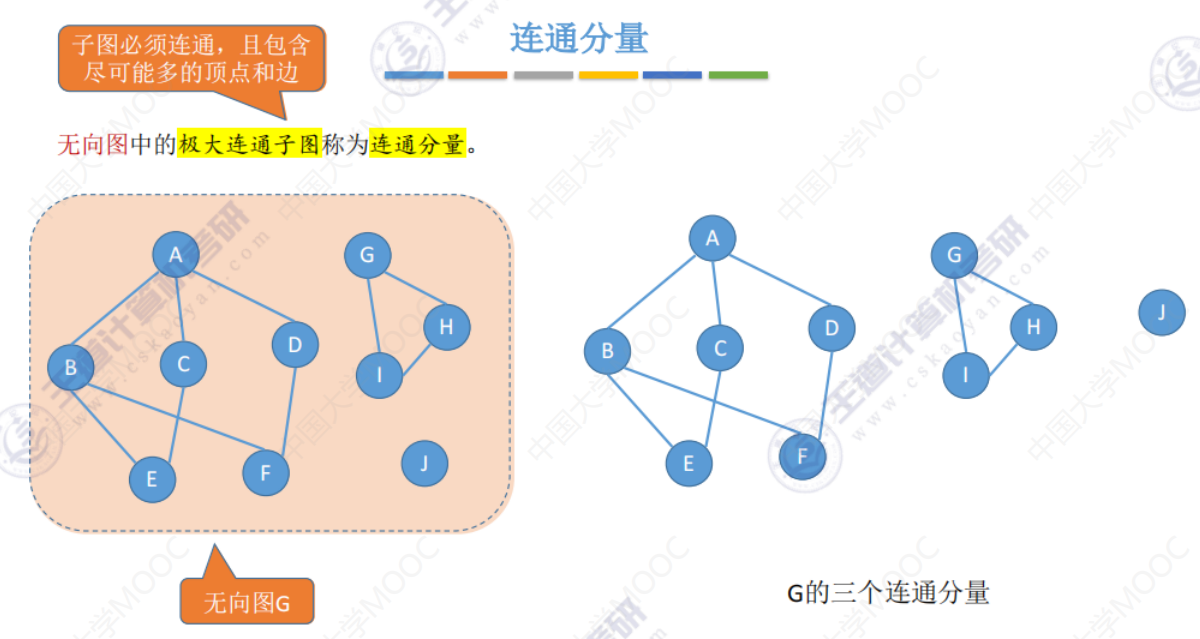 连通分量
子图必须连通，且包含
尽可能多的顶点和边
无向图中的极大连通子图称为连通分量。
A
G
H
D
C
B
I
J
F
E
无向图G
A
G
J
D
H
C
B
I
F
E
G的三个连通分量
中国大学MOOC
王道计算机考研
www.cskaoyan.com